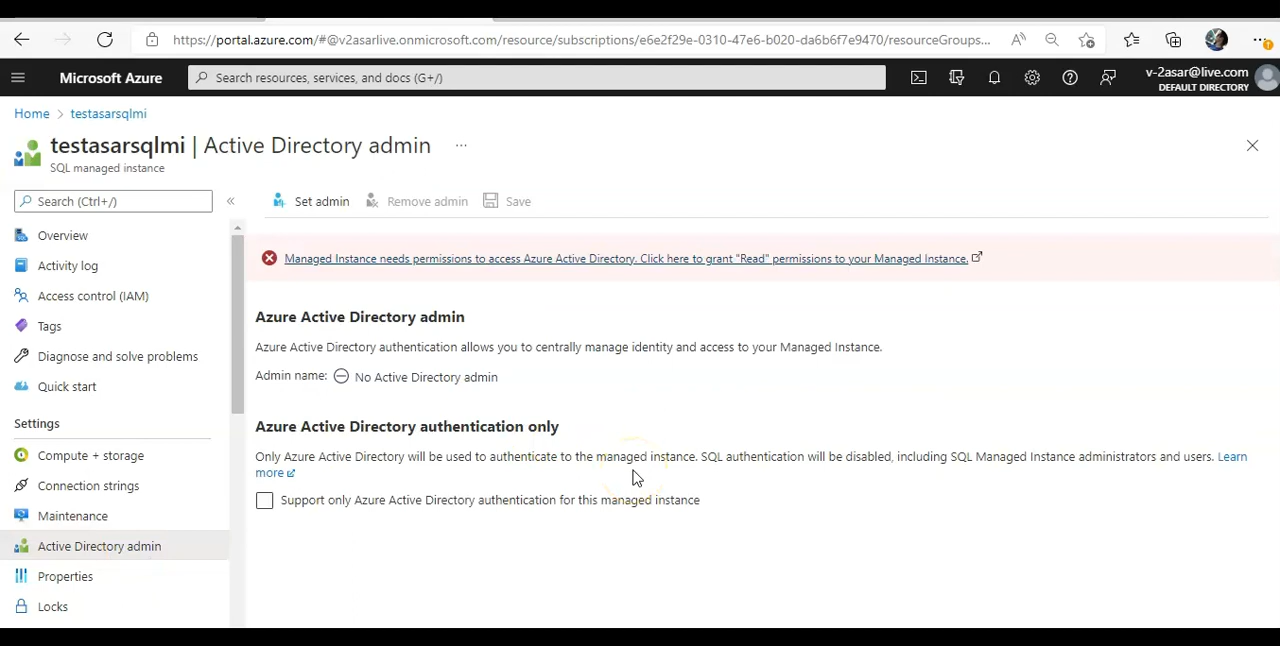 https://portal.azure.com/#@v2asarlive.onmicrosoft.com/resource/subscriptions/e6e2f29e-0310-47e6-b020-da6b6f7e9470/resourceGroups...
Microsoft Azure
Search resources, services, and docs (G+/)
v-2asar@live.com
DEFAULT DIRECTORY
Home > testasarsqlmi
testasarsqlmi | Active Directory admin ...
SQL managed instance
Search (Ctrl+/)
«
Set admin
Remove admin
Save
Overview
Activity log
Access control (IAM)
Tags
Diagnose and solve problems
Quick start
Settings
Compute + storage
Connection strings
Maintenance
Active Directory admin
Properties
Locks
Managed Instance needs permissions to access Azure Active Directory. Click here to grant "Read" permissions to your Managed Instance.
Azure Active Directory admin
Azure Active Directory authentication allows you to centrally manage identity and access to your Managed Instance.
Admin name: No Active Directory admin
Azure Active Directory authentication only
Only Azure Active Directory will be used to authenticate to the managed instance. SQL authentication will be disabled, including SQL Managed Instance administrators and users. Learn
more
Support only Azure Active Directory authentication for this managed instance